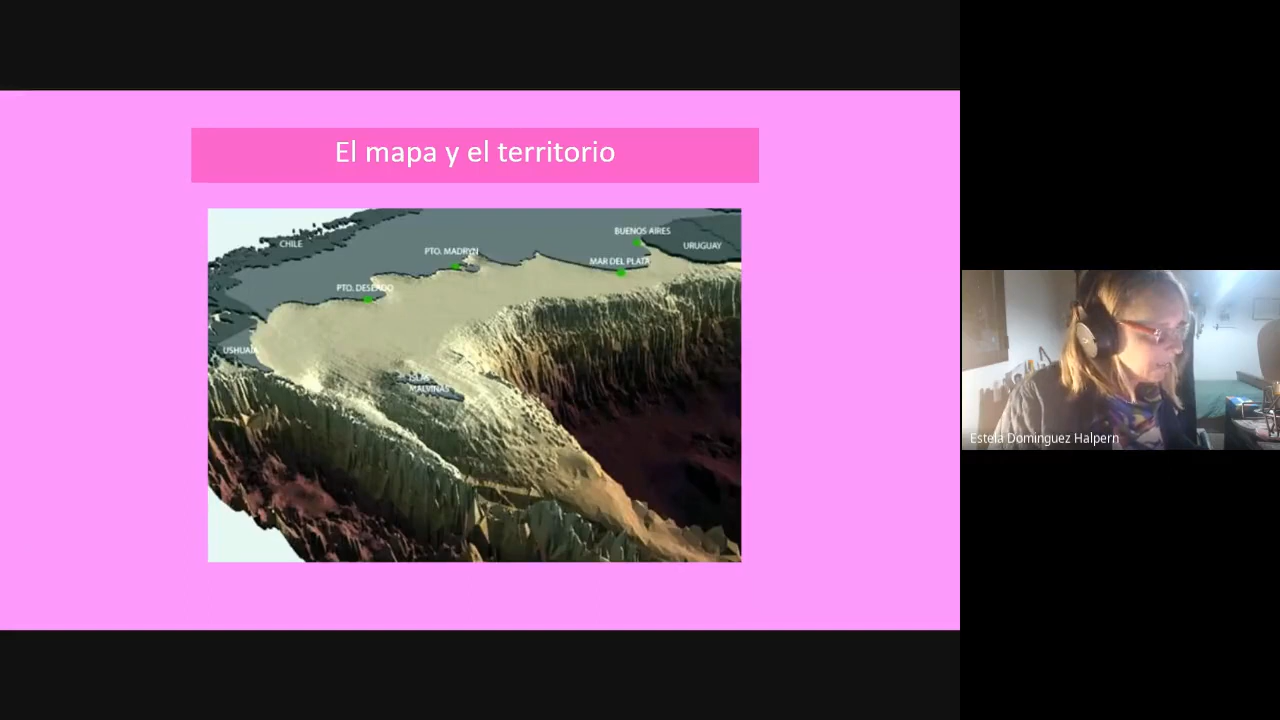 El mapa y el territorio
CHILE
BUENOS AIRES
URUGUAY
PTO. MADRYN
MAR DEL PLATA
PTO. DESEADO
USHUAIA
ISLAS
MALVINAS
Estela Dominguez Halpern